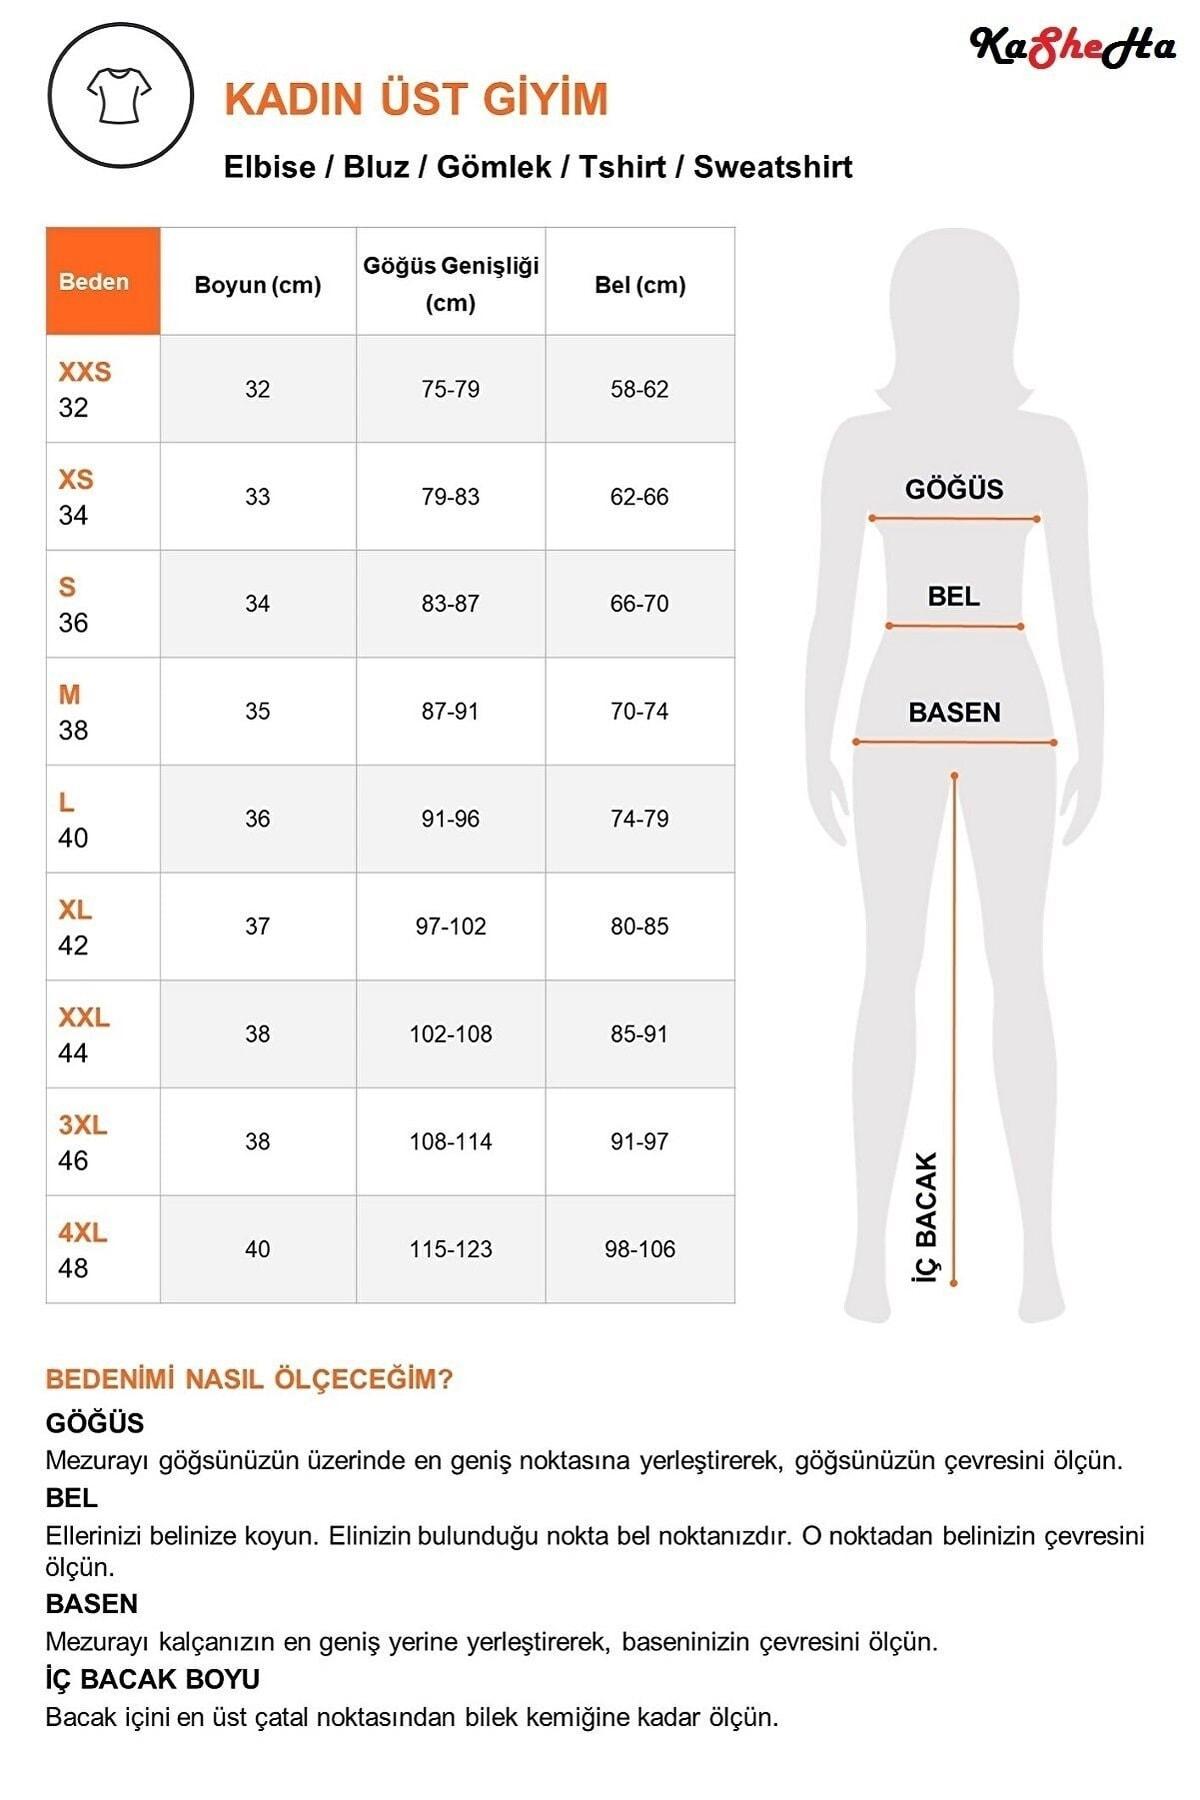 KaSheHa
KADIN ÜST GİYİM
Elbise / Bluz / Gömlek / Tshirt / Sweatshirt
Beden Boyun (cm) Göğüs Genişliği (cm) Bel (cm)
XXS 32 32 75-79 58-62
XS 34 33 79-83 62-66
S 36 34 83-87 66-70
M 38 35 87-91 70-74
L 40 36 91-96 74-79
XL 42 37 97-102 80-85
XXL 44 38 102-108 85-91
3XL 46 38 108-114 91-97
4XL 48 40 115-123 98-106
GÖĞÜS
BEL
BASEN
İÇ BACAK
BEDENİMİ NASIL ÖLÇECEĞİM?
GÖĞÜS
Mezurayı göğsünüzün üzerinde en geniş noktasına yerleştirerek, göğsünüzün çevresini ölçün.
BEL
Ellerinizi belinize koyun. Elinizin bulunduğu nokta bel noktanızdır. O noktadan belinizin çevresini
ölçün.
BASEN
Mezurayı kalçanızın en geniş yerine yerleştirerek, baseninizin çevresini ölçün.
İÇ BACAK BOYU
Bacak içini en üst çatal noktasından bilek kemiğine kadar ölçün.